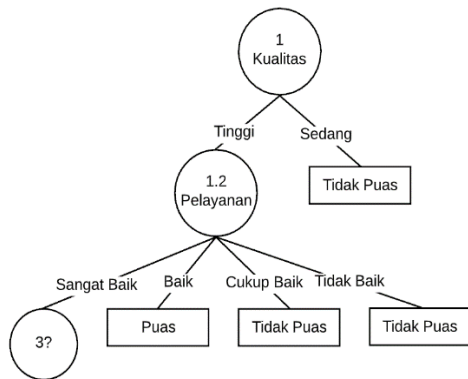 1
Kualitas
Tinggi
Sedang
1.2
Pelayanan
Tidak Puas
Sangat Baik
Baik
Cukup Baik
Tidak Baik
3?
Puas
Tidak Puas
Tidak Puas